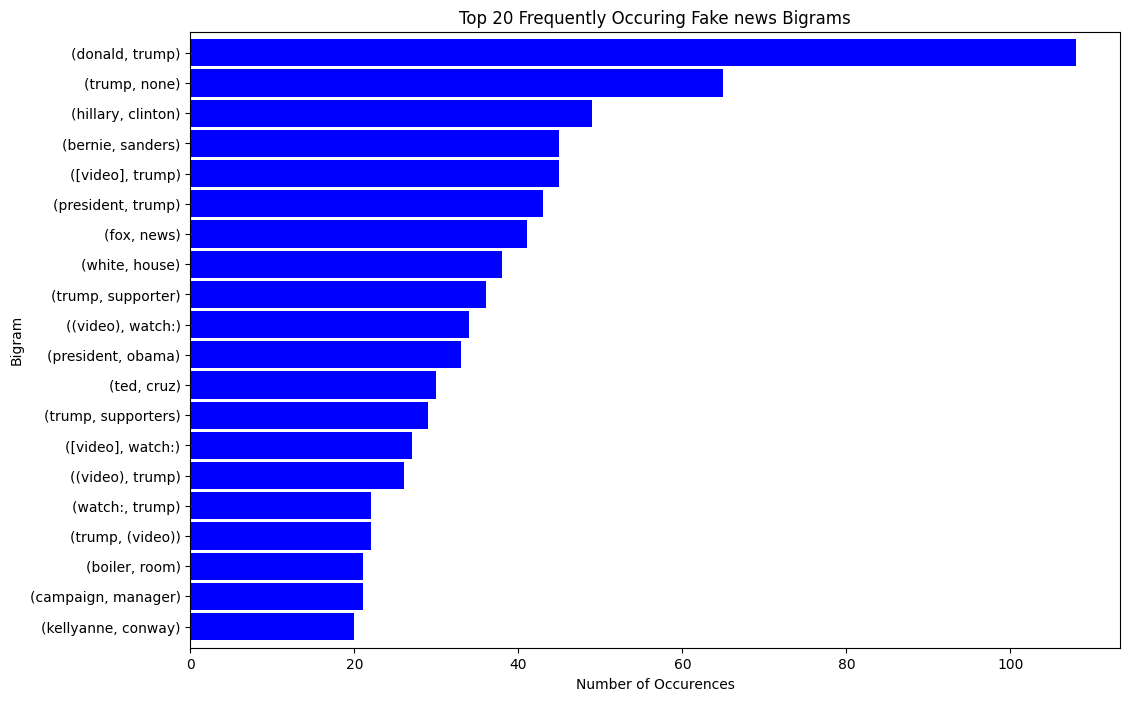 Top 20 Frequently Occuring Fake news Bigrams
(donald, trump)
(trump, none)
(hillary, clinton)
(bernie, sanders)
([video], trump)
(president, trump)
(fox, news)
(white, house)
(trump, supporter)
((video), watch:)
(president, obama)
(ted, cruz)
(trump, supporters)
([video], watch:)
((video), trump)
(watch:, trump)
(trump, (video))
(boiler, room)
(campaign, manager)
(kellyanne, conway)
Bigram
0 20 40 60 80 100
Number of Occurences